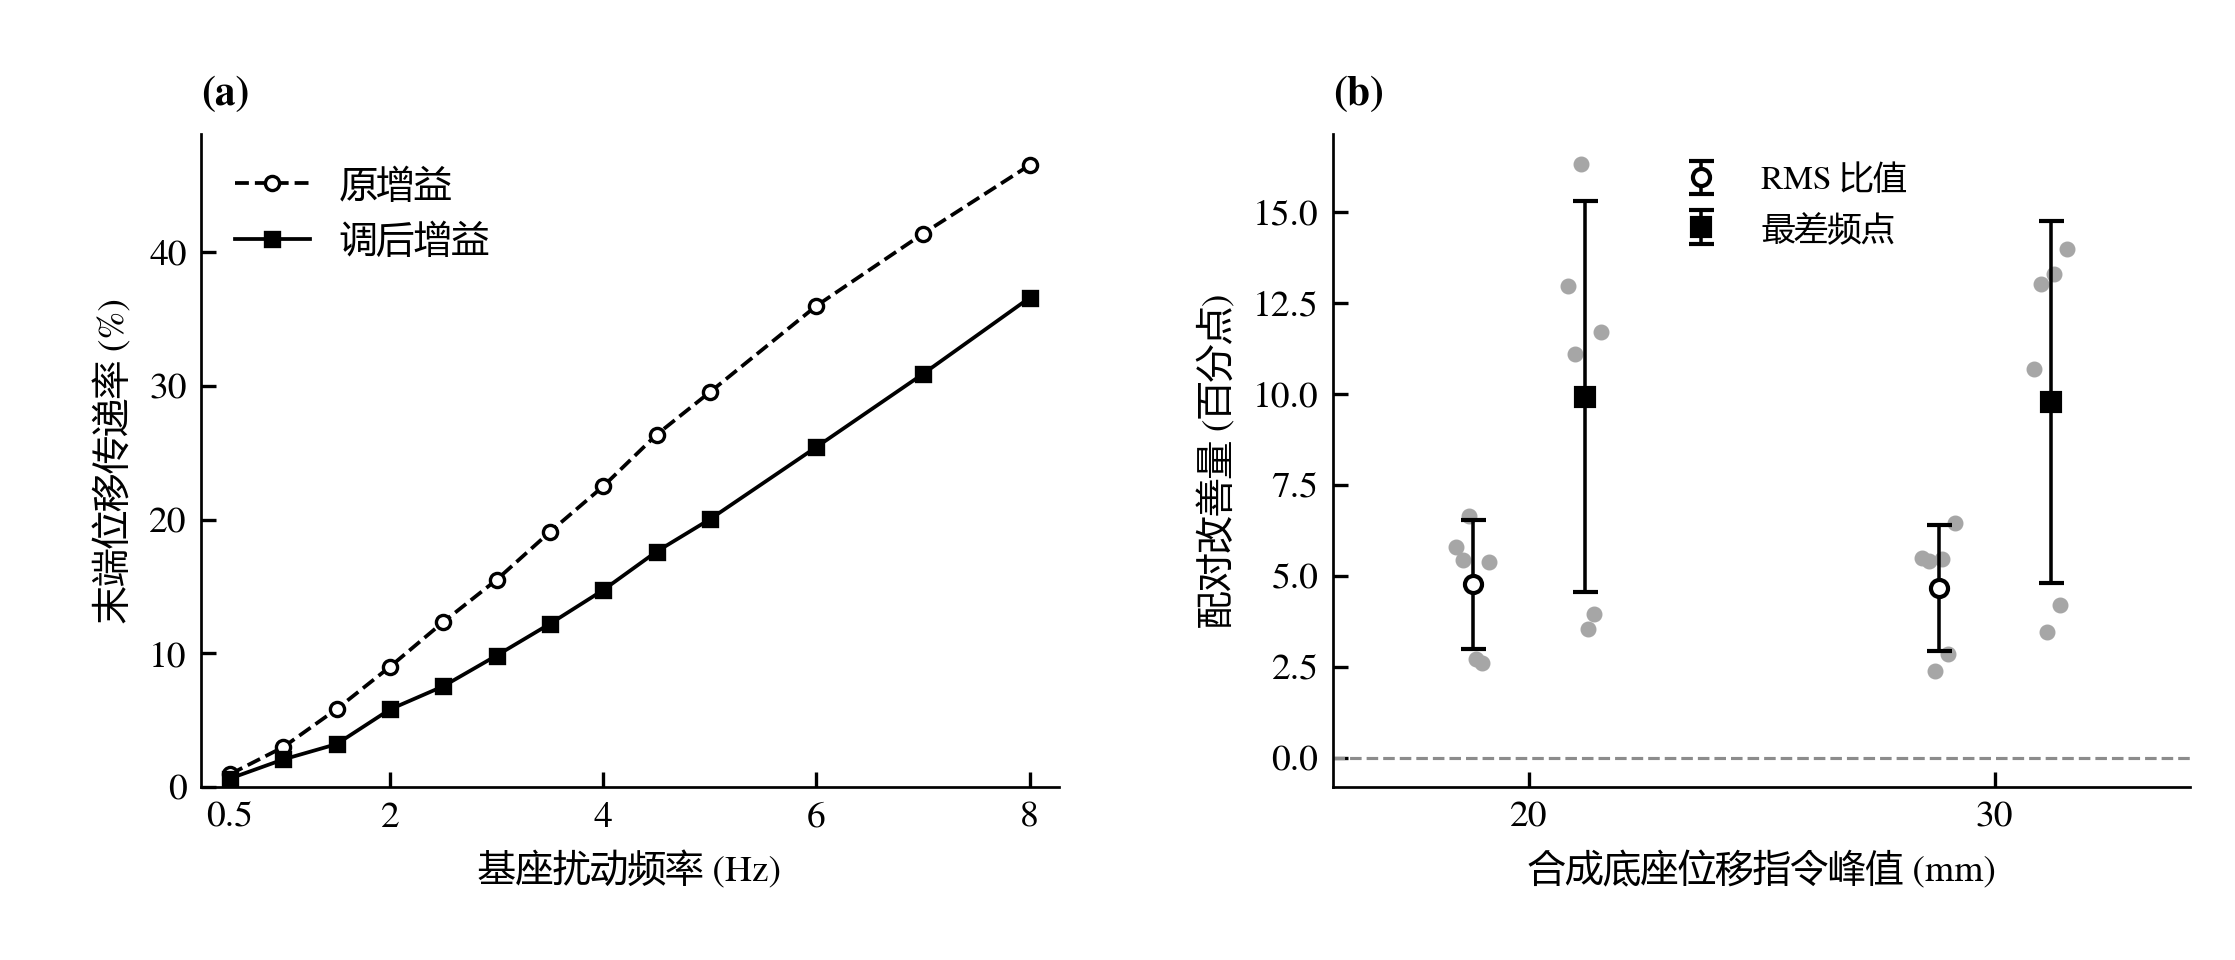 (a)
原增益
调后增益
末端位移传递率 (%)
40
30
20
10
0
0.5
2
4
6
8
基座扰动频率 (Hz)
(b)
RMS 比值
最差频点
配对改善量 (百分点)
15.0
12.5
10.0
7.5
5.0
2.5
0.0
20
30
合成底座位移指令峰值 (mm)